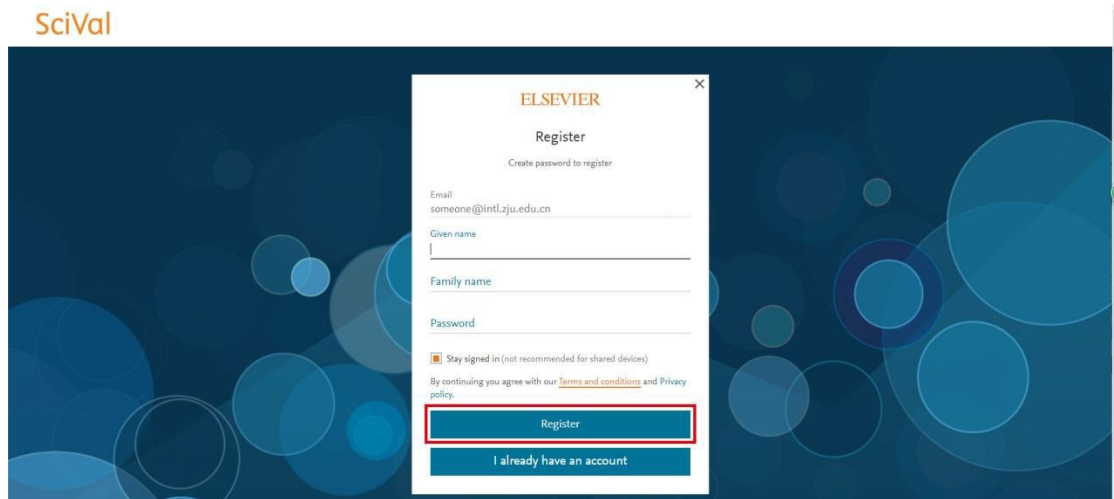 SciVal
ELSEVIER
Register
Create password to register
Email
someone@intl.zju.edu.cn
Given name
Family name
Password
Stay signed in (not recommended for shared devices)
By continuing you agree with our Terms and conditions and Privacy
policy.
Register
I already have an account